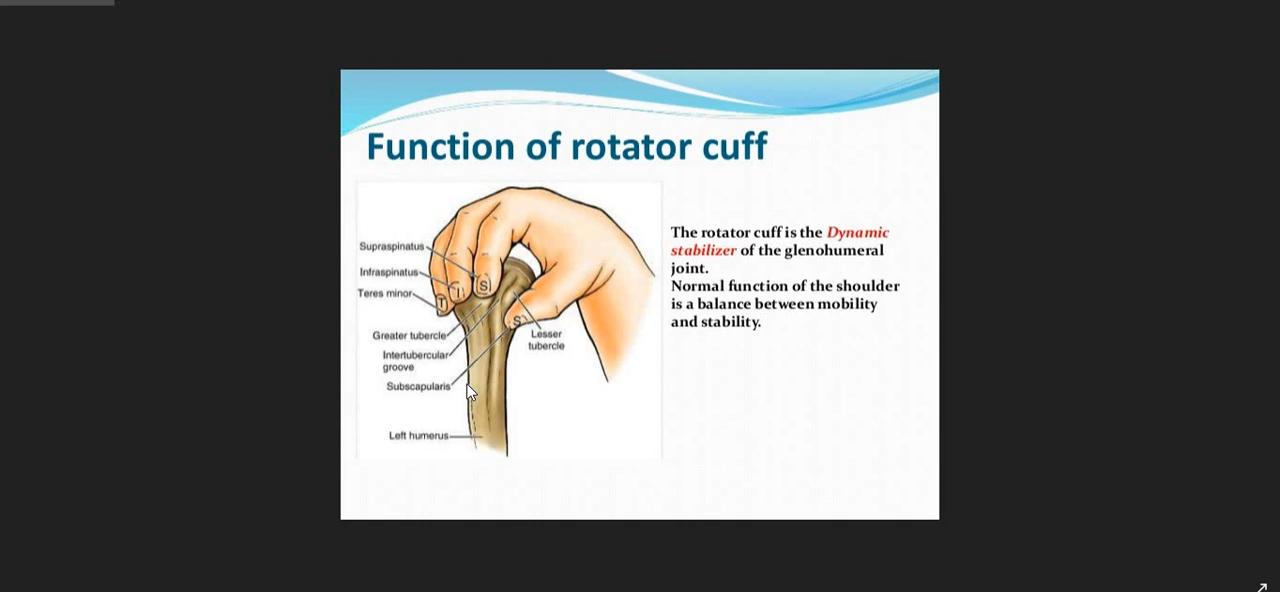 Function of rotator cuff
Supraspinatus
Infraspinatus
Teres minor
Greater tubercle
Intertubercular
groove
Subscapularis
Left humerus
T
I
S
S
Lesser
tubercle
The rotator cuff is the Dynamic
stabilizer of the glenohumeral
joint.
Normal function of the shoulder
is a balance between mobility
and stability.